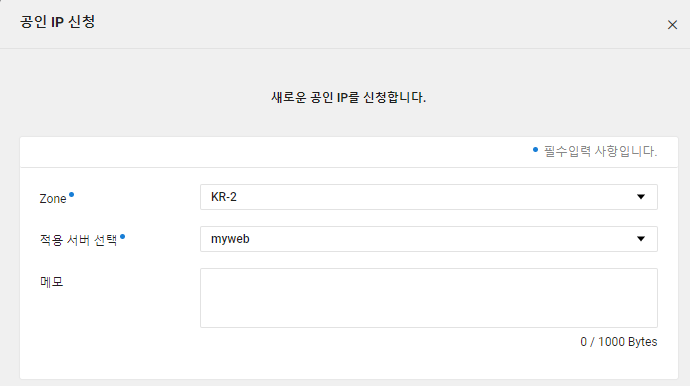 공인 IP 신청
새로운 공인 IP를 신청합니다.
필수입력 사항입니다.
Zone
KR-2
적용 서버 선택
myweb
메모
0 / 1000 Bytes